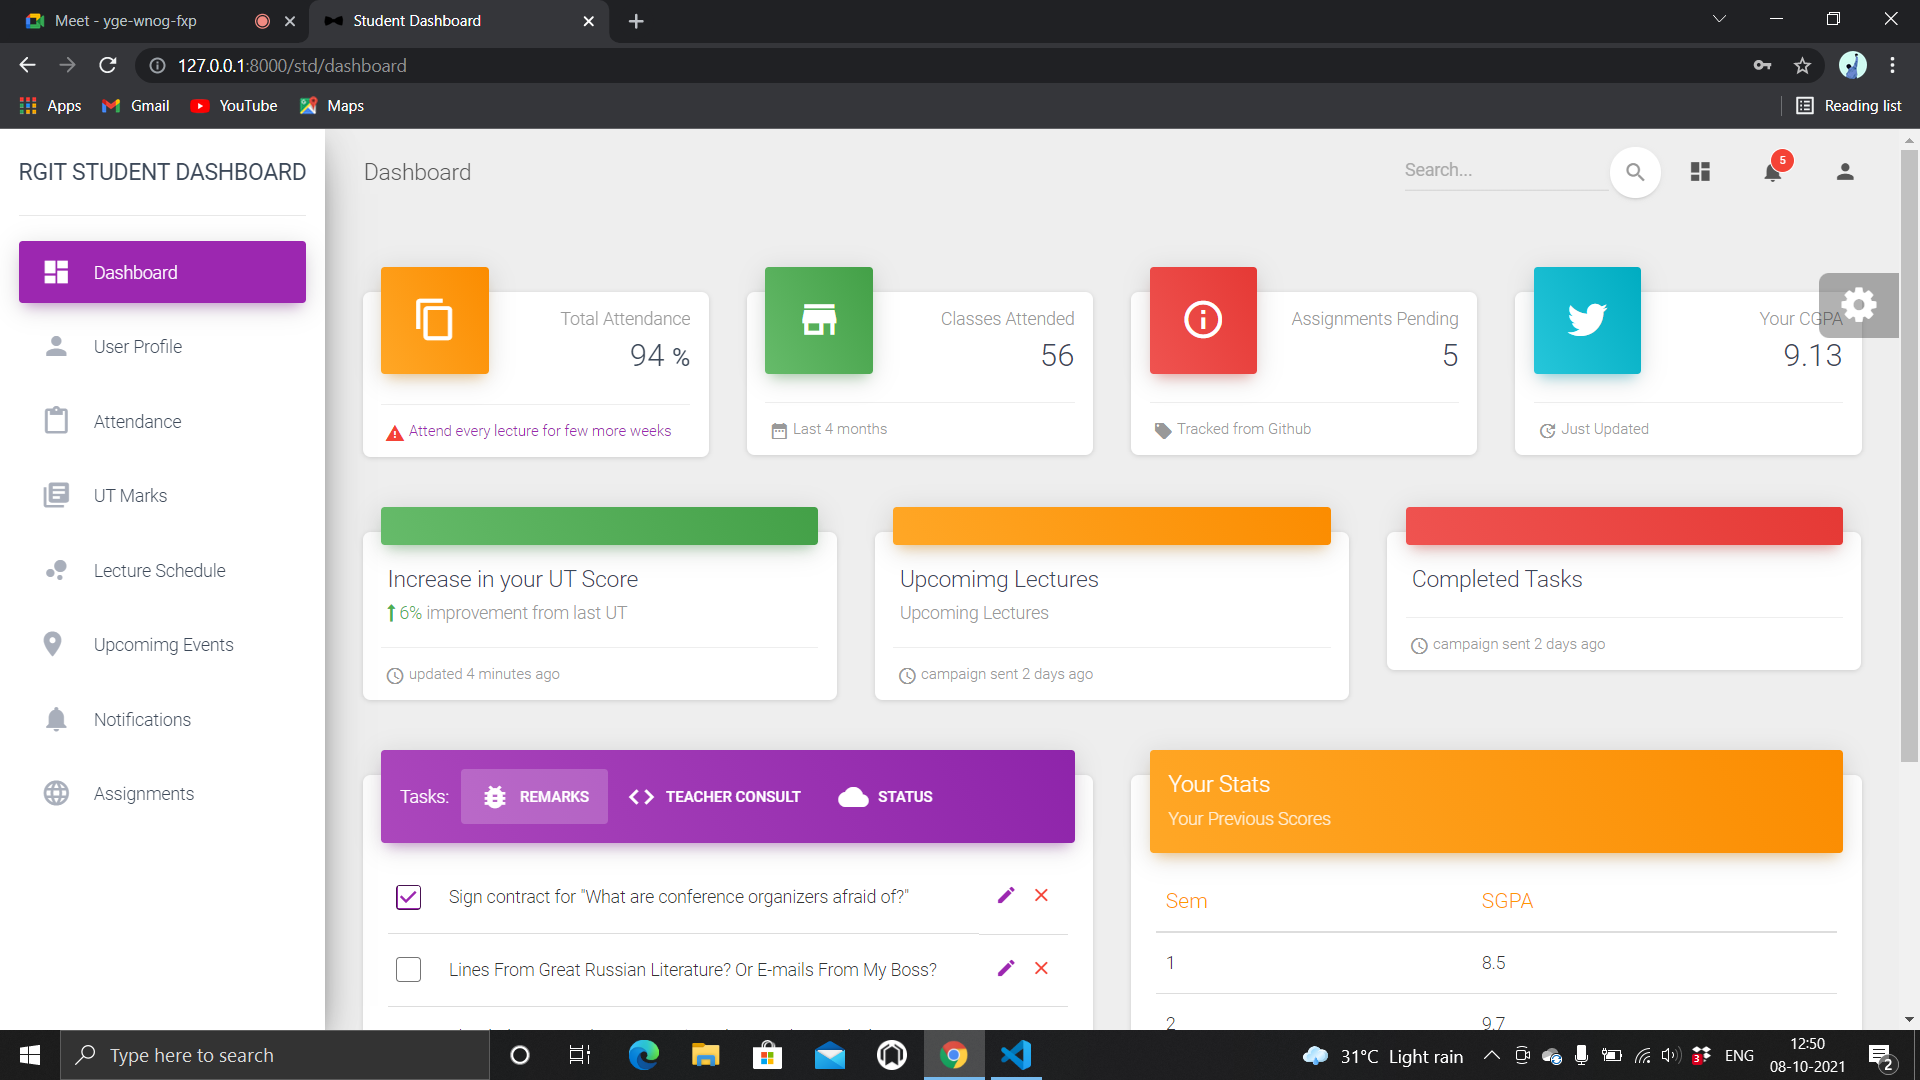 Meet - yge-wnog-fxp
Student Dashboard
127.0.0.1:8000/std/dashboard
Apps
Gmail
YouTube
Maps
Reading list
RGIT STUDENT DASHBOARD
Dashboard
Search...
5
Dashboard
User Profile
Attendance
UT Marks
Lecture Schedule
Upcomimg Events
Notifications
Assignments
Total Attendance
94 %
Attend every lecture for few more weeks
Classes Attended
56
Last 4 months
Assignments Pending
5
Tracked from Github
Your CGPA
9.13
Just Updated
Increase in your UT Score
6% improvement from last UT
updated 4 minutes ago
Upcomimg Lectures
Upcoming Lectures
campaign sent 2 days ago
Completed Tasks
campaign sent 2 days ago
Tasks:
REMARKS
TEACHER CONSULT
STATUS
Sign contract for "What are conference organizers afraid of?"
Lines From Great Russian Literature? Or E-mails From My Boss?
Your Stats
Your Previous Scores
Sem SGPA
1 8.5
2 9.7
Type here to search
31°C Light rain
3
ENG
12:50
08-10-2021
2